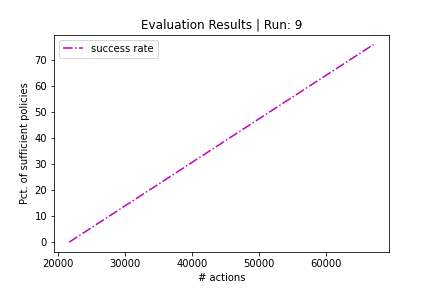 Evaluation Results | Run: 9
success rate
Pct. of sufficient policies
70
60
50
40
30
20
10
0
20000 30000 40000 50000 60000
# actions